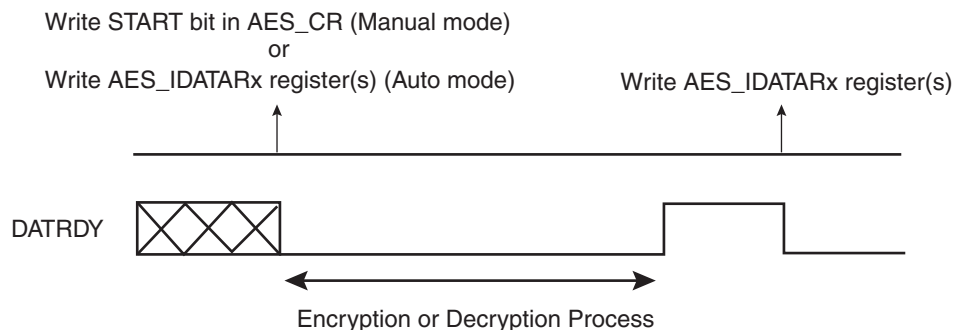 Write START bit in AES_CR (Manual mode)
or
Write AES_IDATARx register(s) (Auto mode)
Write AES_IDATARx register(s)
DATRDY
Encryption or Decryption Process